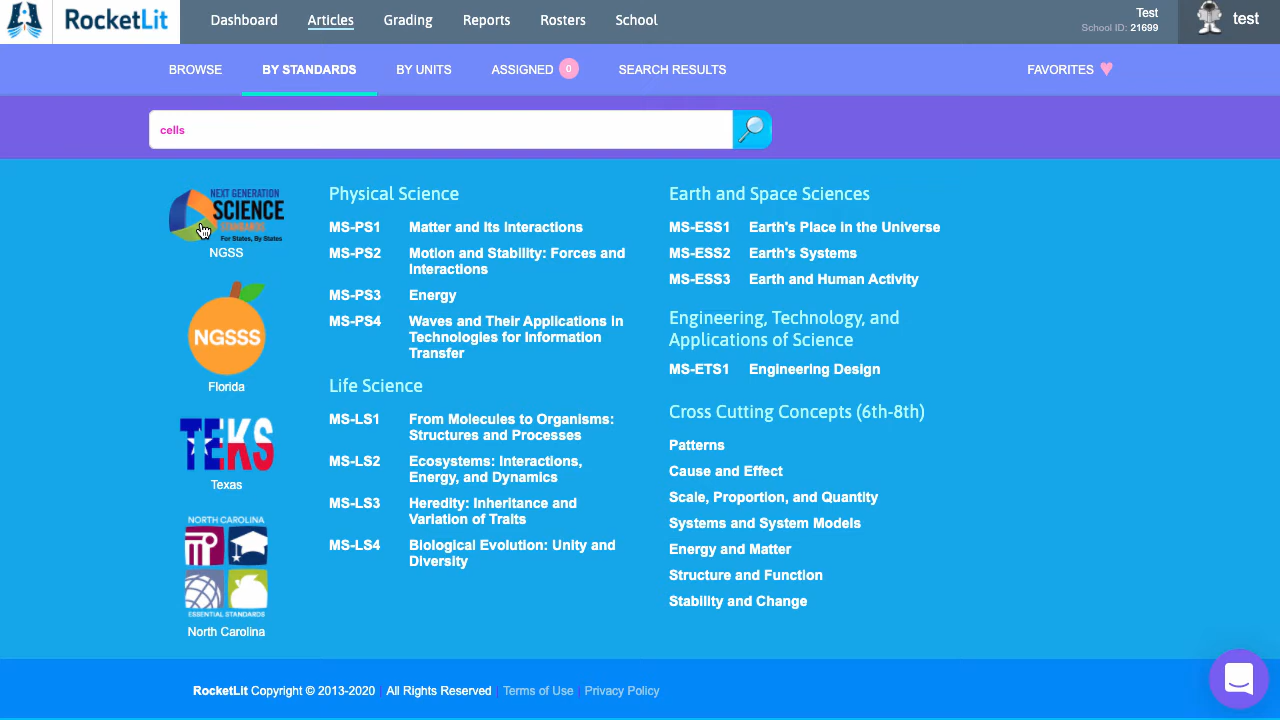 RocketLit
Dashboard
Articles
Grading
Reports
Rosters
School
Test
School ID: 21699
test
BROWSE
BY STANDARDS
BY UNITS
ASSIGNED 0
SEARCH RESULTS
FAVORITES
cells
NEXT GENERATION
SCIENCE
For States, By States
NGSS
NGSSS
Florida
TEKS
Texas
NORTH CAROLINA
ESSENTIAL STANDARDS
North Carolina
Physical Science
MS-PS1 Matter and Its Interactions
MS-PS2 Motion and Stability: Forces and
Interactions
MS-PS3 Energy
MS-PS4 Waves and Their Applications in
Technologies for Information
Transfer
Life Science
MS-LS1 From Molecules to Organisms:
Structures and Processes
MS-LS2 Ecosystems: Interactions,
Energy, and Dynamics
MS-LS3 Heredity: Inheritance and
Variation of Traits
MS-LS4 Biological Evolution: Unity and
Diversity
Earth and Space Sciences
MS-ESS1 Earth's Place in the Universe
MS-ESS2 Earth's Systems
MS-ESS3 Earth and Human Activity
Engineering, Technology, and
Applications of Science
MS-ETS1 Engineering Design
Cross Cutting Concepts (6th-8th)
Patterns
Cause and Effect
Scale, Proportion, and Quantity
Systems and System Models
Energy and Matter
Structure and Function
Stability and Change
RocketLit Copyright © 2013-2020 | All Rights Reserved | Terms of Use | Privacy Policy